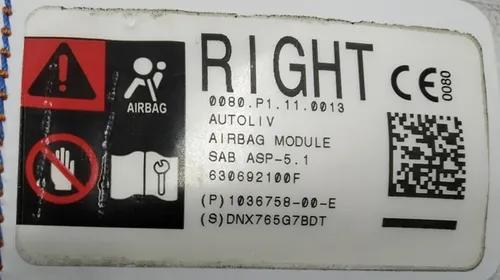 RIGHT
0080.P1.11.0013
AUTOLIV
AIRBAG MODULE
SAB ASP-5.1
630692100F
(P)1036758-00-E
(S)DNX765G7BDT
AIRBAG
CE 0080